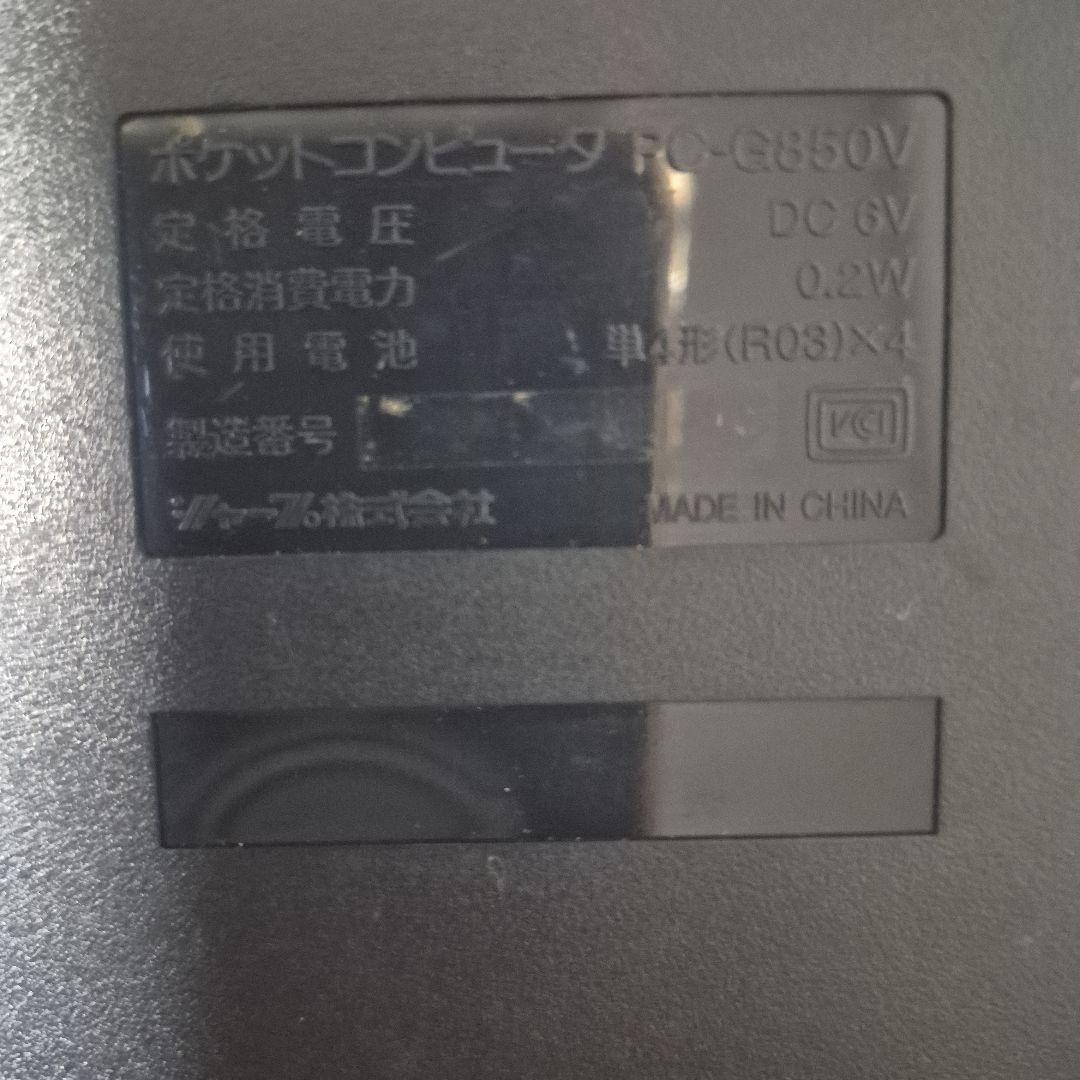 ポケットコンピュータ PC-G850V
定格電圧 DC 6V
定格消費電力 0.2W
使用電池 単4形(R03)×4
製造番号
VCI
シャープ株式会社 MADE IN CHINA